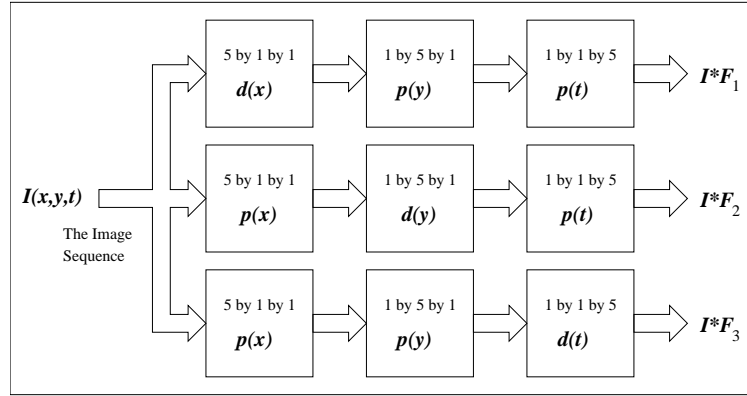 5 by 1 by 1
1 by 5 by 1
1 by 1 by 5
d(x)
p(y)
p(t)
I*F1
5 by 1 by 1
1 by 5 by 1
1 by 1 by 5
I(x,y,t)
p(x)
d(y)
p(t)
I*F2
The Image
Sequence
5 by 1 by 1
1 by 5 by 1
1 by 1 by 5
p(x)
p(y)
d(t)
I*F3